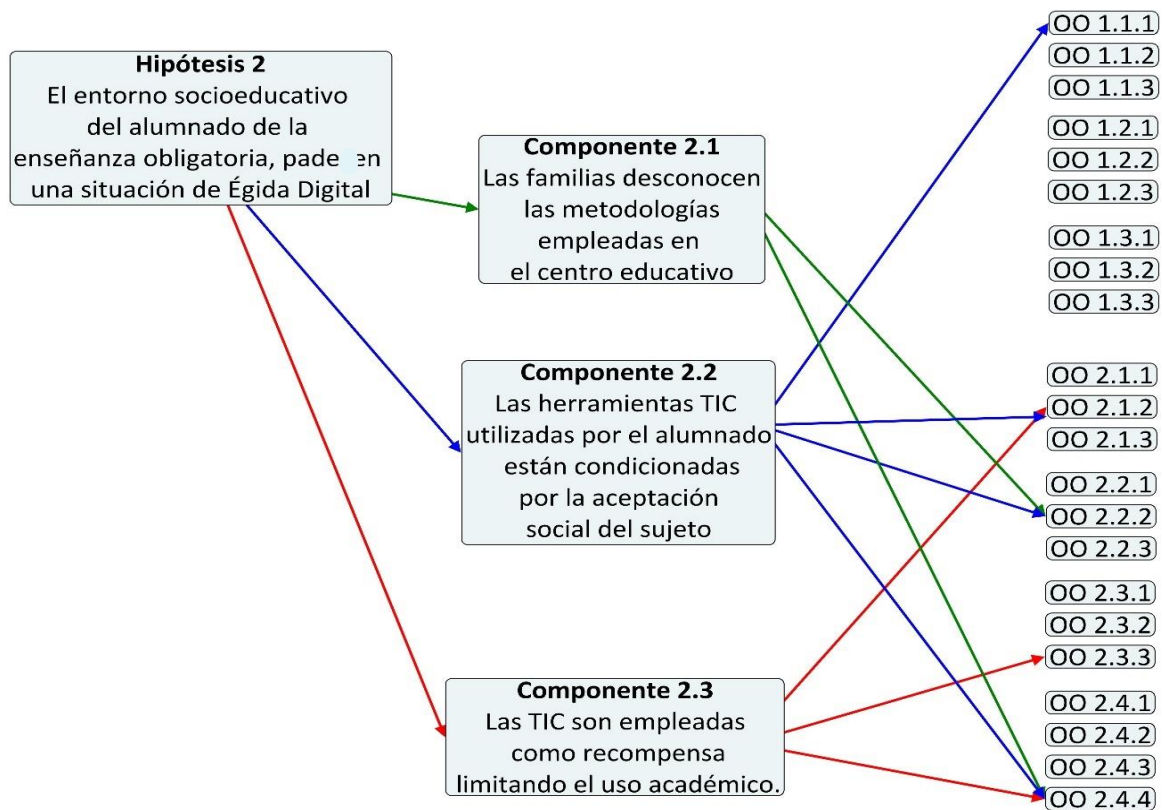 Hipótesis 2
El entorno socioeducativo
del alumnado de la
enseñanza obligatoria,
una situación de Égida Digital
Componente 2.1
Las familias desconocen
las metodologías
empleadas en
el centro educativo
Componente 2.2
Las herramientas TIC
utilizadas por el alumnado
están condicionadas
por la aceptación
social del sujeto
Componente 2.3
Las TIC son empleadas
como recompensa
limitando el uso académico.
OO 1.1.1
OO 1.1.2
OO 1.1.3
OO 1.2.1
OO 1.2.2
OO 1.2.3
OO 1.3.1
OO 1.3.2
OO 1.3.3
OO 2.1.1
OO 2.1.2
OO 2.1.3
OO 2.2.1
OO 2.2.2
OO 2.2.3
OO 2.3.1
OO 2.3.2
OO 2.3.3
OO 2.4.1
OO 2.4.2
OO 2.4.3
OO 2.4.4